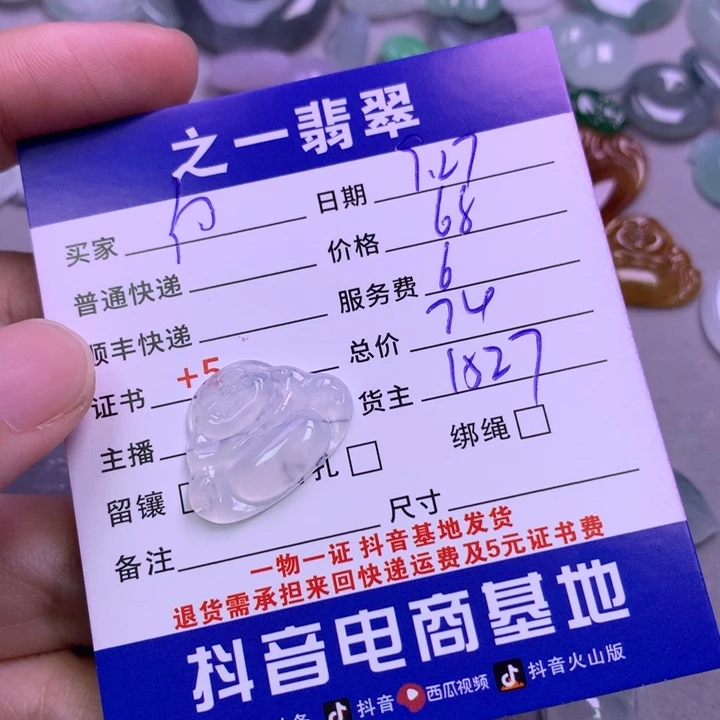 之一翡翠
买家 日期 7.27
普通快递 价格 68
顺丰快递 服务费 6
证书 +5 总价 74
主播 货主 1827
留镶 孔 绑绳
备注 尺寸
一物一证 抖音基地发货
退货需承担来回快递运费及5元证书费
抖音电商基地
抖音 西瓜视频 抖音火山版